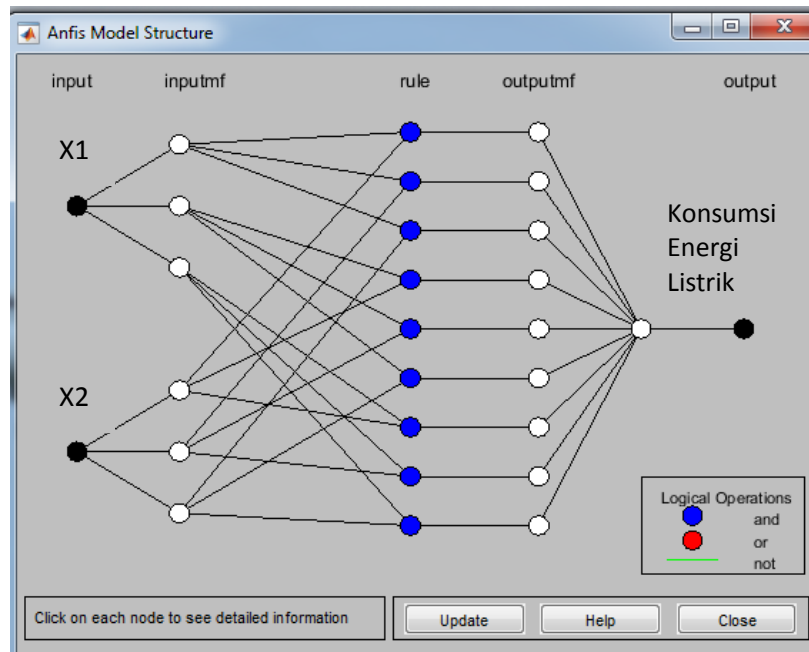 Anfis Model Structure
input inputmf rule outputmf output
X1
Konsumsi
Energi
Listrik
X2
Logical Operations
and
or
not
Click on each node to see detailed information
Update Help Close